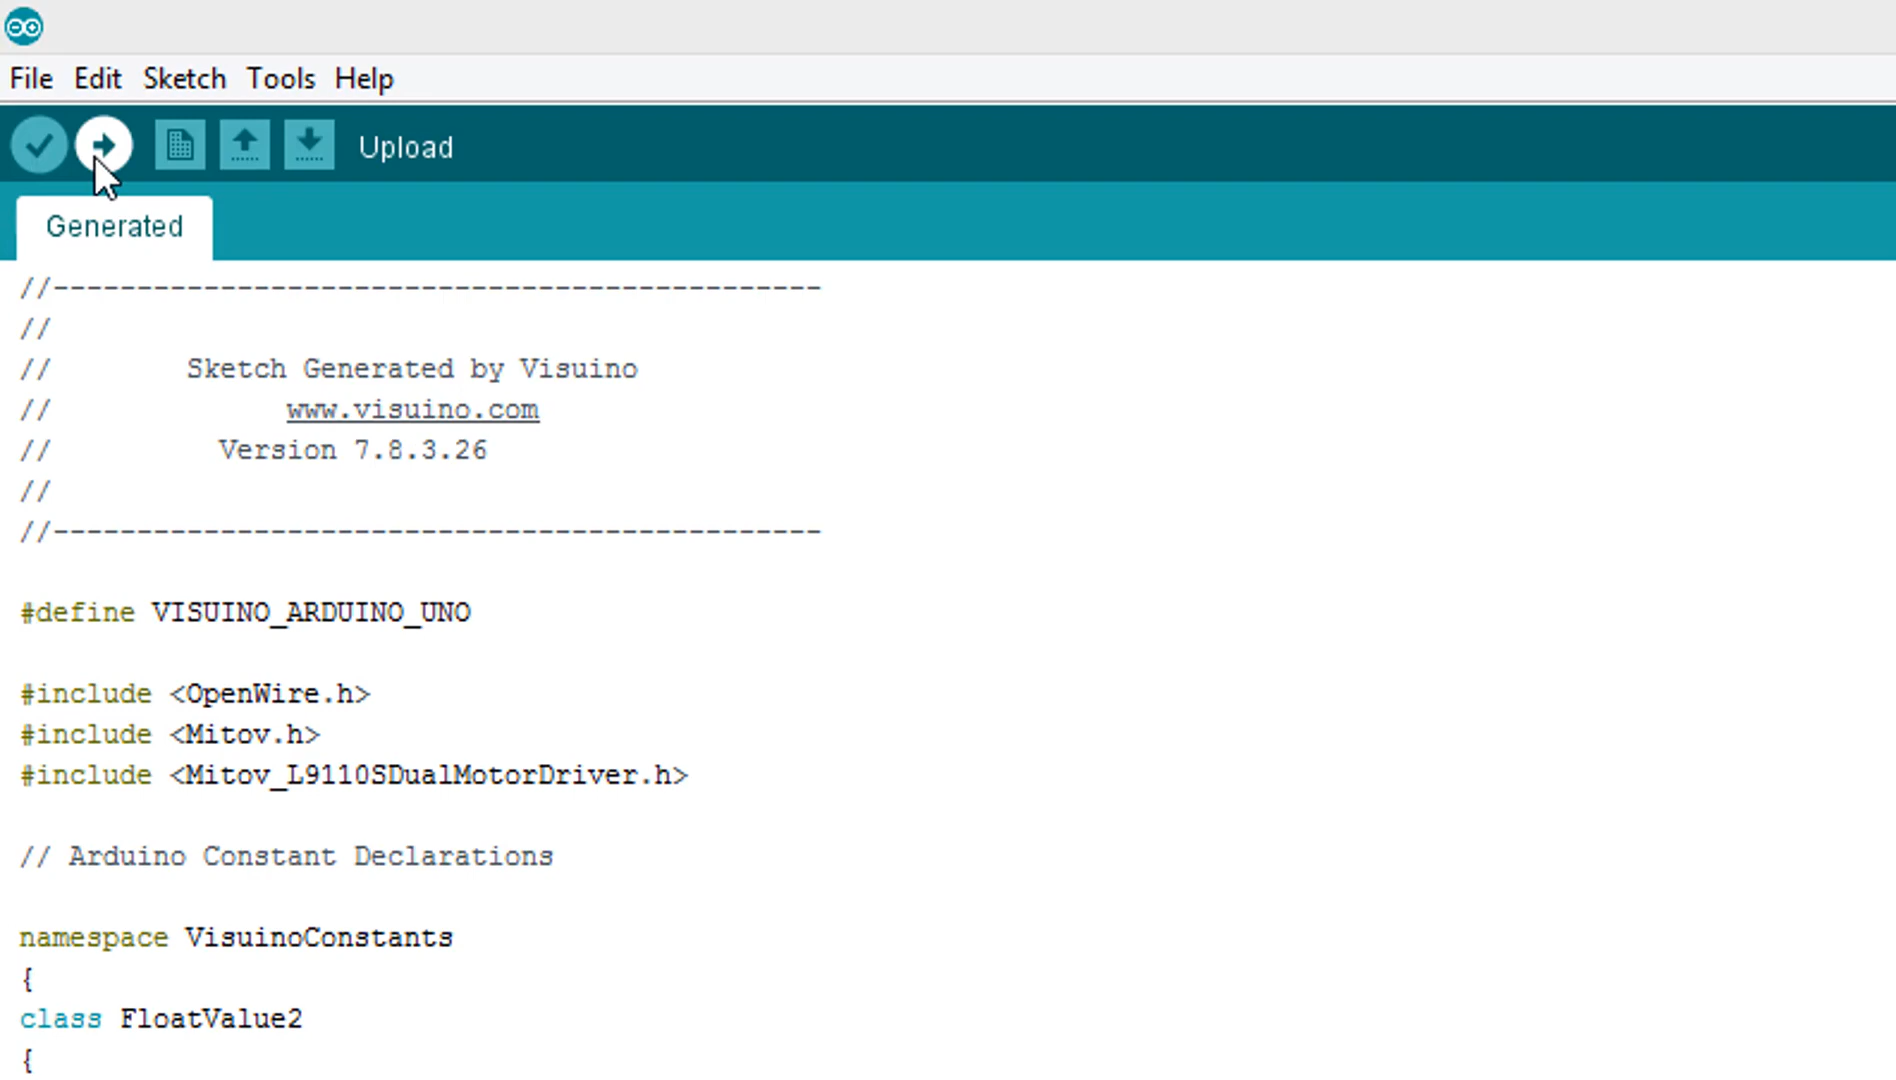 File Edit Sketch Tools Help
Upload
Generated
//----------------------------------------------
//
// Sketch Generated by Visuino
// www.visuino.com
// Version 7.8.3.26
//
//----------------------------------------------
#define VISUINO_ARDUINO_UNO
#include <OpenWire.h>
#include <Mitov.h>
#include <Mitov_L9110SDualMotorDriver.h>
// Arduino Constant Declarations
namespace VisuinoConstants
{
class FloatValue2
{